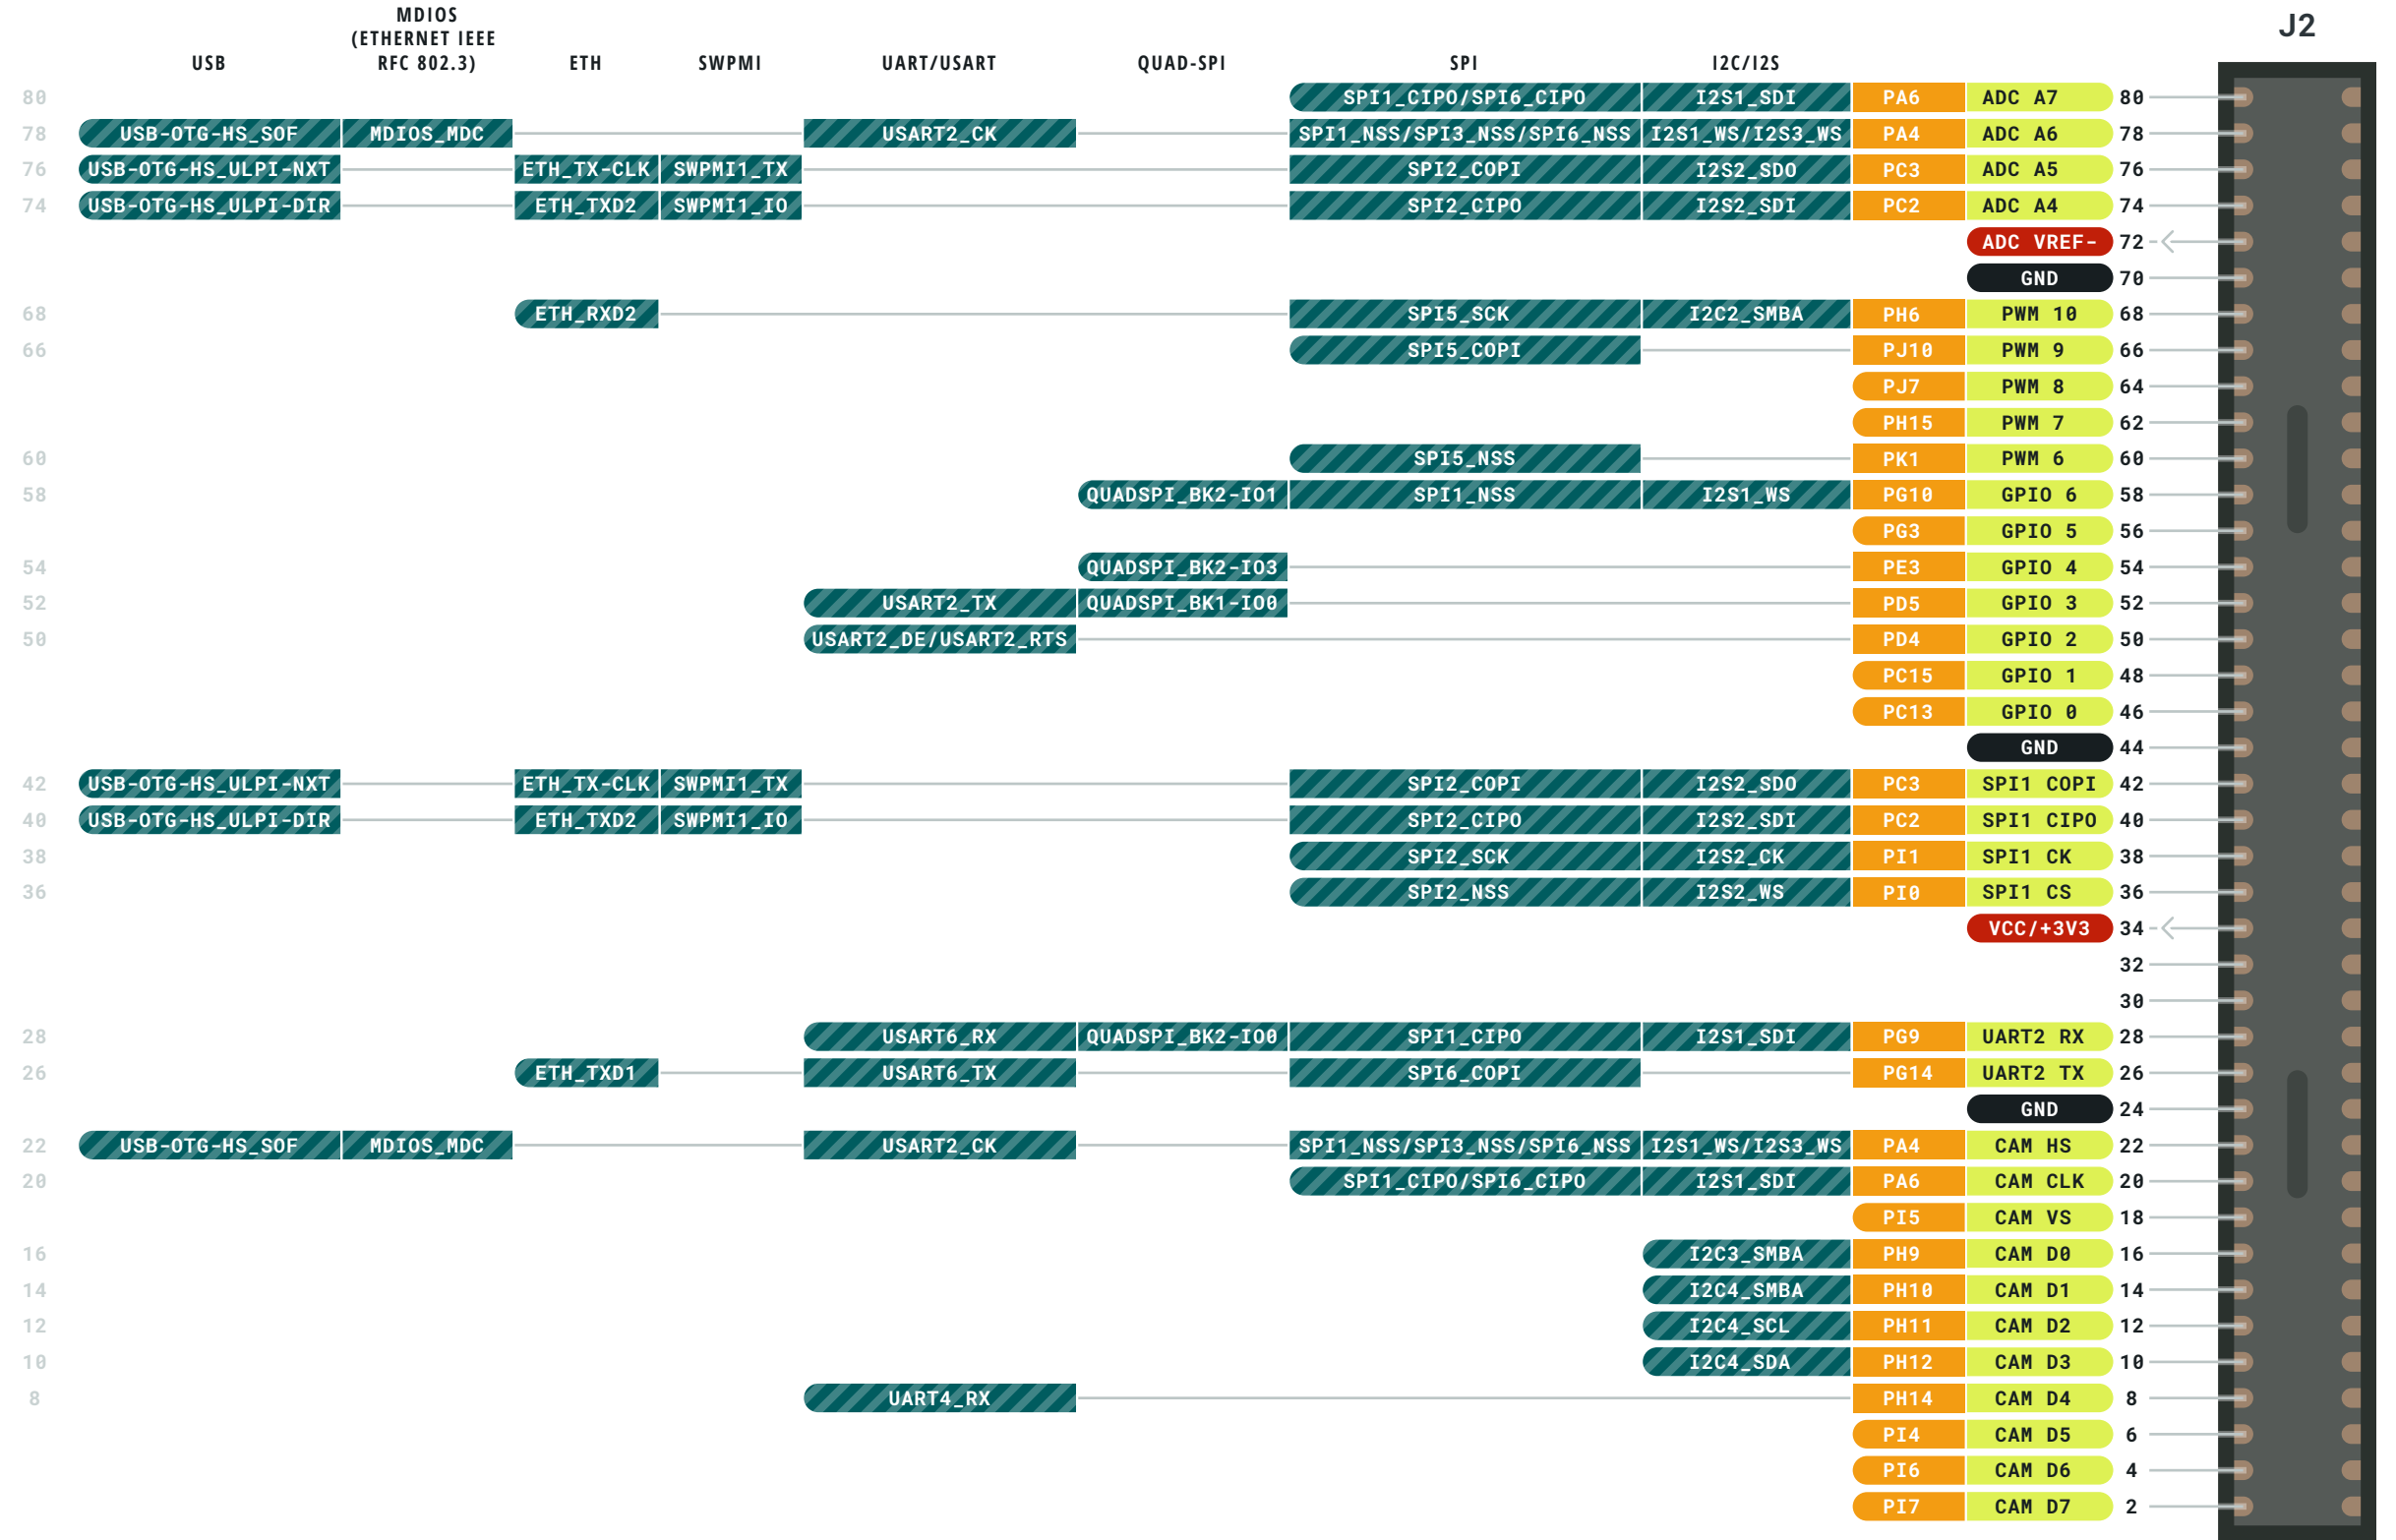 MDIOS
(ETHERNET IEEE
USB RFC 802.3) ETH SWPMI UART/USART QUAD-SPI SPI I2C/I2S J2
80 SPI1_CIPO/SPI6_CIPO I2S1_SDI PA6 ADC A7 80
78 USB-OTG-HS_SOF MDIOS_MDC USART2_CK SPI1_NSS/SPI3_NSS/SPI6_NSS I2S1_WS/I2S3_WS PA4 ADC A6 78
76 USB-OTG-HS_ULPI-NXT ETH_TX-CLK SWPMI1_TX SPI2_COPI I2S2_SDO PC3 ADC A5 76
74 USB-OTG-HS_ULPI-DIR ETH_TXD2 SWPMI1_IO SPI2_CIPO I2S2_SDI PC2 ADC A4 74
ADC VREF- 72
GND 70
68 ETH_RXD2 SPI5_SCK I2C2_SMBA PH6 PWM 10 68
66 SPI5_COPI PJ10 PWM 9 66
PJ7 PWM 8 64
PH15 PWM 7 62
60 SPI5_NSS PK1 PWM 6 60
58 QUADSPI_BK2-IO1 SPI1_NSS I2S1_WS PG10 GPIO 6 58
PG3 GPIO 5 56
54 QUADSPI_BK2-IO3 PE3 GPIO 4 54
52 USART2_TX QUADSPI_BK1-IO0 PD5 GPIO 3 52
50 USART2_DE/USART2_RTS PD4 GPIO 2 50
PC15 GPIO 1 48
PC13 GPIO 0 46
GND 44
42 USB-OTG-HS_ULPI-NXT ETH_TX-CLK SWPMI1_TX SPI2_COPI I2S2_SDO PC3 SPI1 COPI 42
40 USB-OTG-HS_ULPI-DIR ETH_TXD2 SWPMI1_IO SPI2_CIPO I2S2_SDI PC2 SPI1 CIPO 40
38 SPI2_SCK I2S2_CK PI1 SPI1 CK 38
36 SPI2_NSS I2S2_WS PI0 SPI1 CS 36
VCC/+3V3 34
32
30
28 USART6_RX QUADSPI_BK2-IO0 SPI1_CIPO I2S1_SDI PG9 UART2 RX 28
26 ETH_TXD1 USART6_TX SPI6_COPI PG14 UART2 TX 26
GND 24
22 USB-OTG-HS_SOF MDIOS_MDC USART2_CK SPI1_NSS/SPI3_NSS/SPI6_NSS I2S1_WS/I2S3_WS PA4 CAM HS 22
20 SPI1_CIPO/SPI6_CIPO I2S1_SDI PA6 CAM CLK 20
PI5 CAM VS 18
16 I2C3_SMBA PH9 CAM D0 16
14 I2C4_SMBA PH10 CAM D1 14
12 I2C4_SCL PH11 CAM D2 12
10 I2C4_SDA PH12 CAM D3 10
8 UART4_RX PH14 CAM D4 8
PI4 CAM D5 6
PI6 CAM D6 4
PI7 CAM D7 2